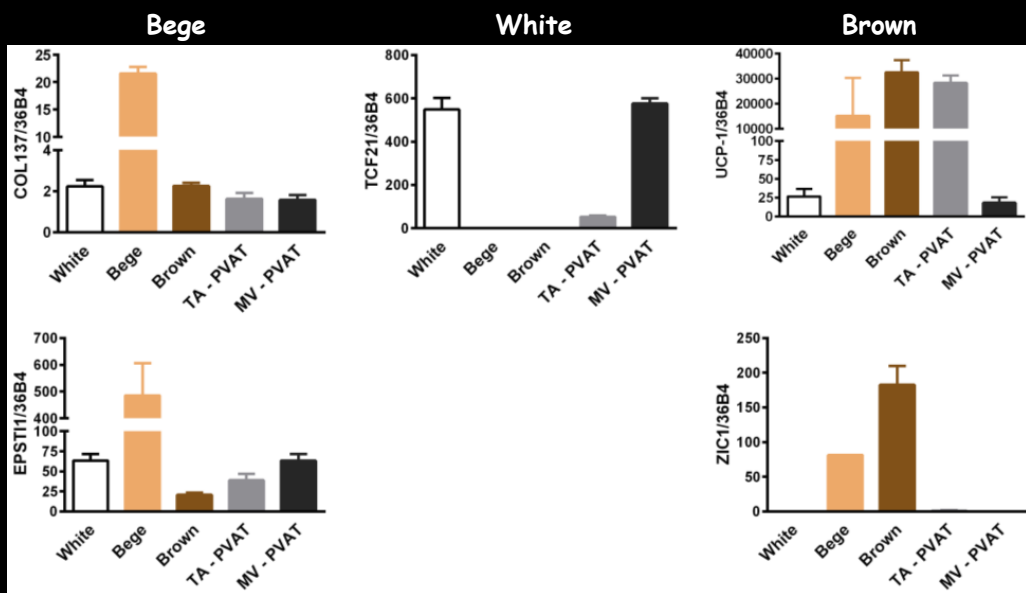 Bege
White
Brown
COL137/36B4
25
20
15
10
4
2
0
White
Bege
Brown
TA - PVAT
MV - PVAT
TCF21/36B4
800
600
400
200
0
White
Bege
Brown
TA - PVAT
MV - PVAT
UCP-1/36B4
40000
30000
20000
10000
100
75
50
25
0
White
Bege
Brown
TA - PVAT
MV - PVAT
EPSTI1/36B4
700
600
500
400
100
75
50
25
0
White
Bege
Brown
TA - PVAT
MV - PVAT
ZIC1/36B4
250
200
150
100
50
0
White
Bege
Brown
TA - PVAT
MV - PVAT